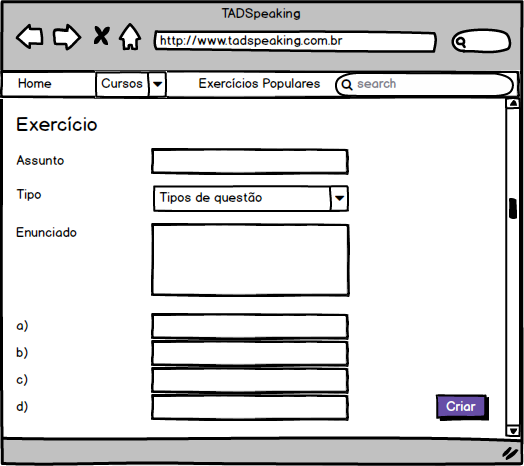 TADSpeaking
http://www.tadspeaking.com.br
Home Cursos Exercícios Populares search
Exercício
Assunto
Tipo Tipos de questão
Enunciado
a)
b)
c)
d)
Criar